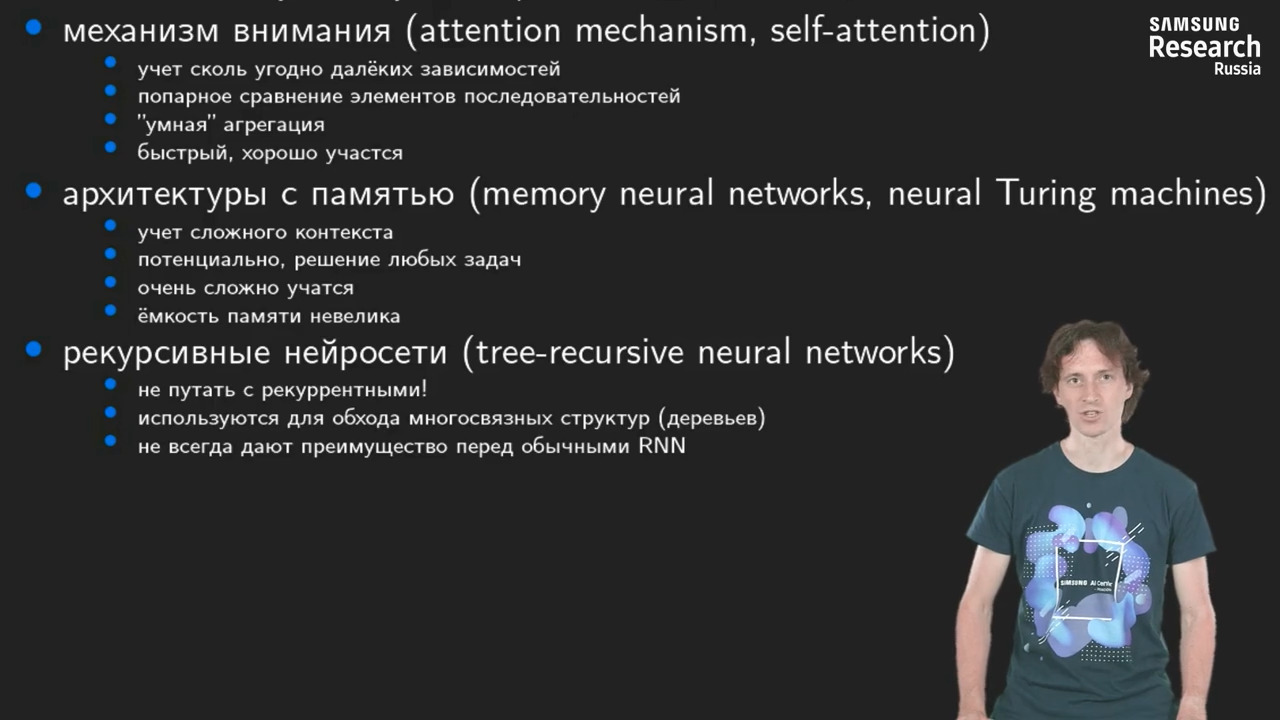 механизм внимания (attention mechanism, self-attention)
учет сколь угодно далёких зависимостей
попарное сравнение элементов последовательностей
"умная" агрегация
быстрый, хорошо участся
архитектуры с памятью (memory neural networks, neural Turing machines)
учет сложного контекста
потенциально, решение любых задач
очень сложно учатся
ёмкость памяти невелика
рекурсивные нейросети (tree-recursive neural networks)
не путать с рекуррентными!
используются для обхода многосвязных структур (деревьев)
не всегда дают преимущество перед обычными RNN
SAMSUNG
Research
Russia
SAMSUNG AI Center